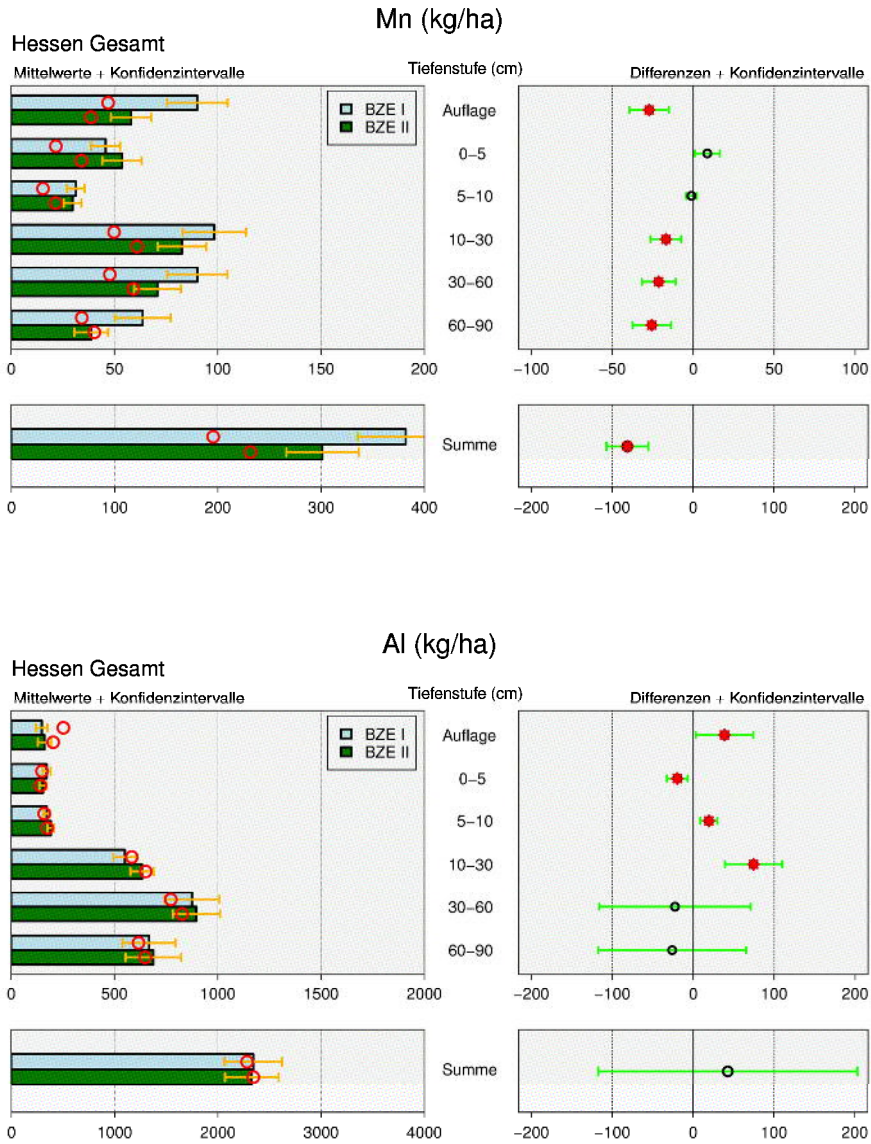 Mn (kg/ha)
Hessen Gesamt
Mittelwerte + Konfidenzintervalle
Tiefenstufe (cm)
Differenzen + Konfidenzintervalle
BZE I
BZE II
Auflage
0−5
5−10
10−30
30−60
60−90
0 50 100 150 200
−100 −50 0 50 100
Summe
0 100 200 300 400
−200 −100 0 100 200
Al (kg/ha)
Hessen Gesamt
Mittelwerte + Konfidenzintervalle
Tiefenstufe (cm)
Differenzen + Konfidenzintervalle
BZE I
BZE II
Auflage
0−5
5−10
10−30
30−60
60−90
0 500 1000 1500 2000
−200 −100 0 100 200
Summe
0 1000 2000 3000 4000
−200 −100 0 100 200